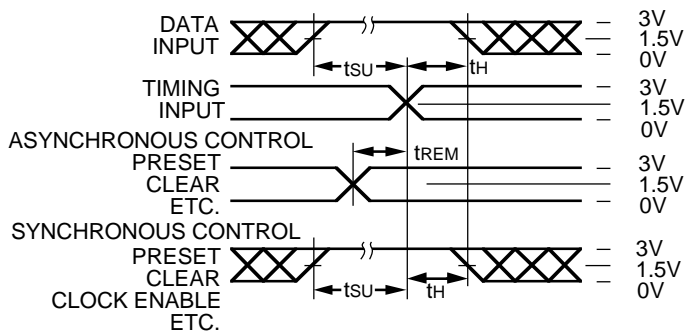 DATA
INPUT
3V
1.5V
0V
tSU
tH
TIMING
INPUT
3V
1.5V
0V
ASYNCHRONOUS CONTROL
PRESET
CLEAR
ETC.
tREM
3V
1.5V
0V
SYNCHRONOUS CONTROL
PRESET
CLEAR
CLOCK ENABLE
ETC.
3V
1.5V
0V
tSU
tH